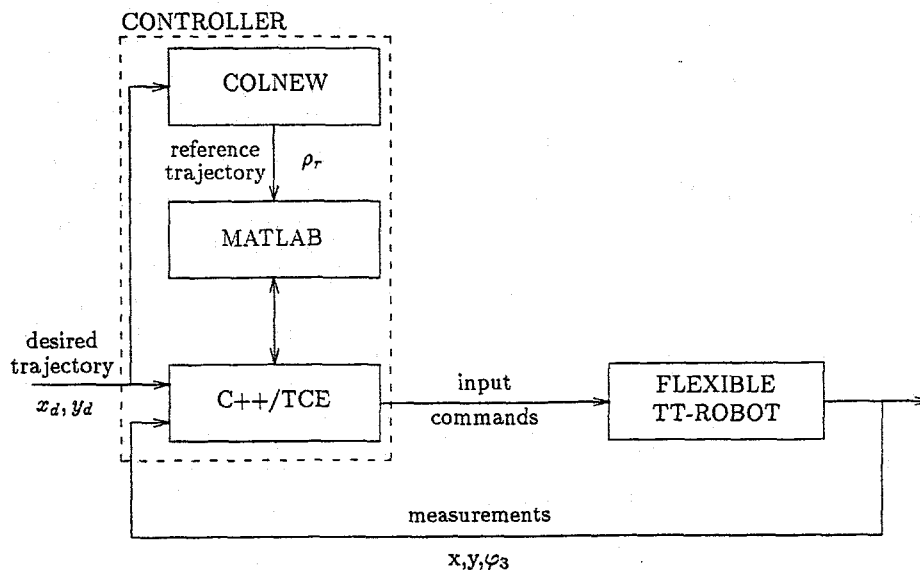 CONTROLLER
COLNEW
reference
trajectory
ρr
MATLAB
desired
trajectory
xd, yd
C++/TCE
input
commands
FLEXIBLE
TT-ROBOT
measurements
x,y,φ3